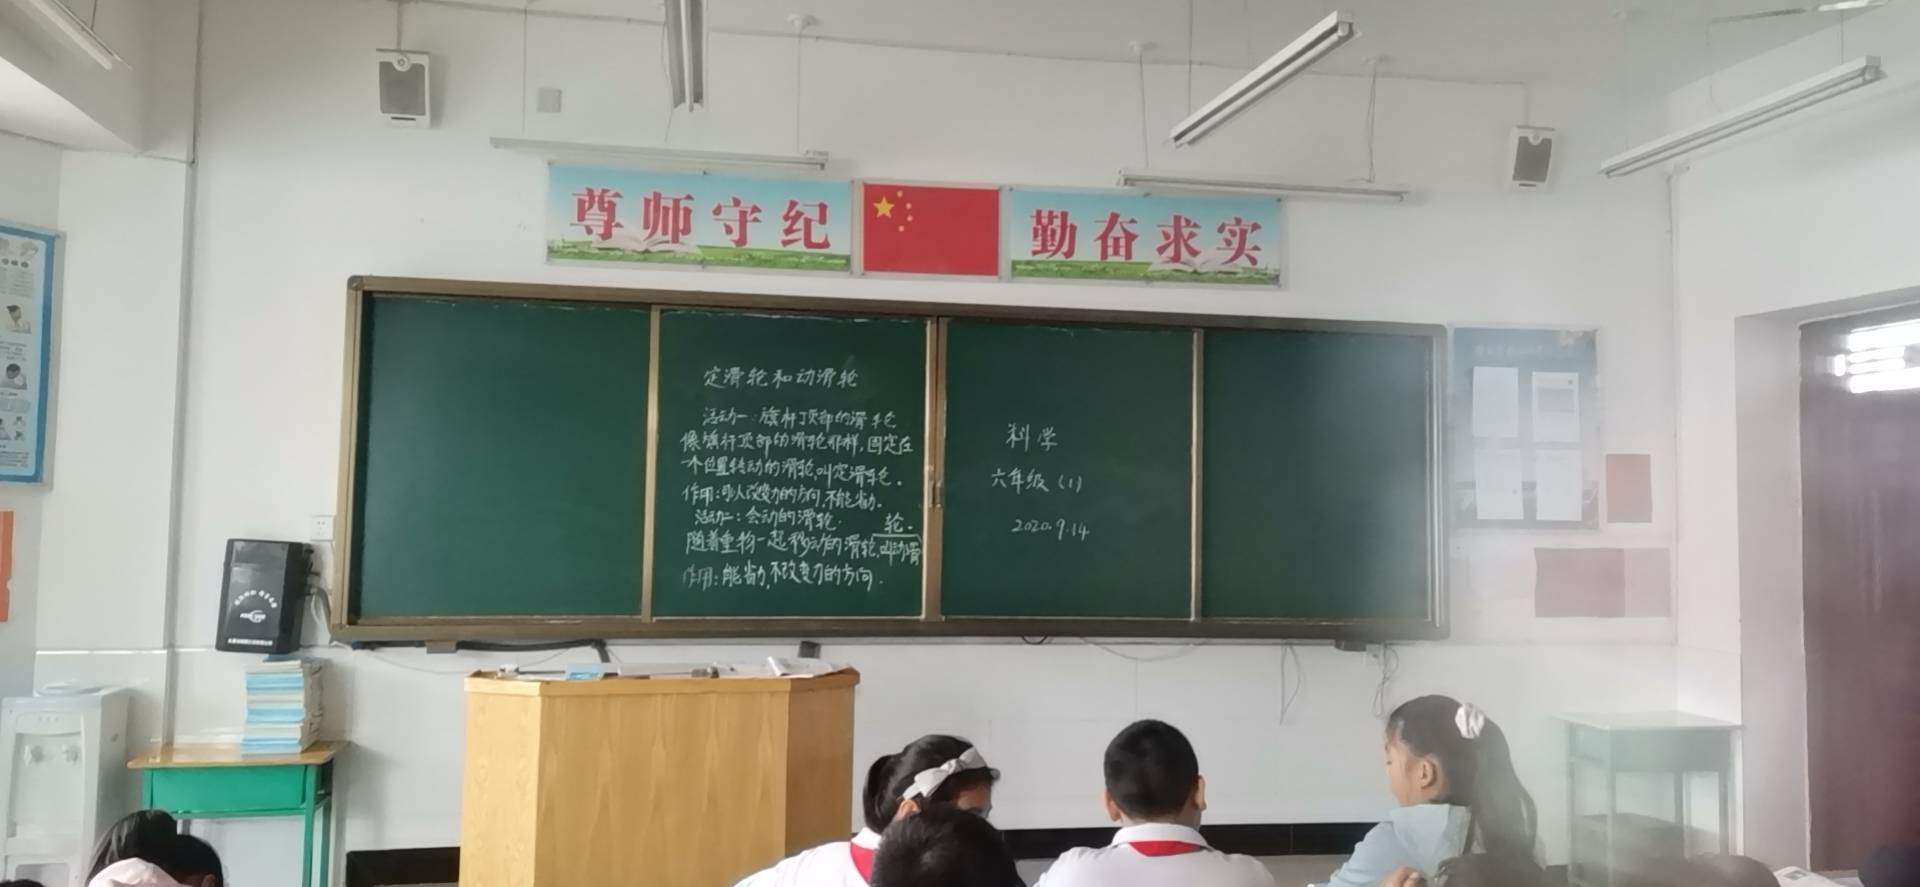 尊师守纪
勤奋求实
定滑轮和动滑轮
活动一:旗杆顶部的滑轮
像旗杆顶部的滑轮那样,固定在
一个位置转动的滑轮,叫定滑轮。
作用:可以改变力的方向,不能省力。
活动二:会动的滑轮.
轮。
随着重物一起移动的滑轮,叫动滑
作用:能省力,不改变力的方向.
科学
六年级(1)
2020.9.14